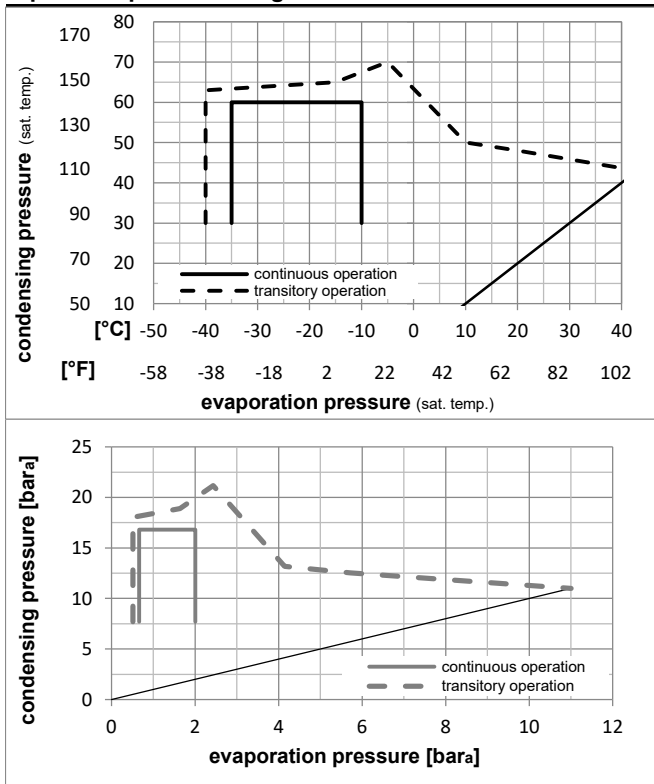 condensing pressure (sat. temp.)
170 80
150 70
130 60
110 50
90 40
70 30
20
50 10
continuous operation
transitory operation
[°C] -50 -40 -30 -20 -10 0 10 20 30 40
[°F] -58 -38 -18 2 22 42 62 82 102
evaporation pressure (sat. temp.)
condensing pressure [bara]
25
20
15
10
5
0
continuous operation
transitory operation
0 2 4 6 8 10 12
evaporation pressure [bara]